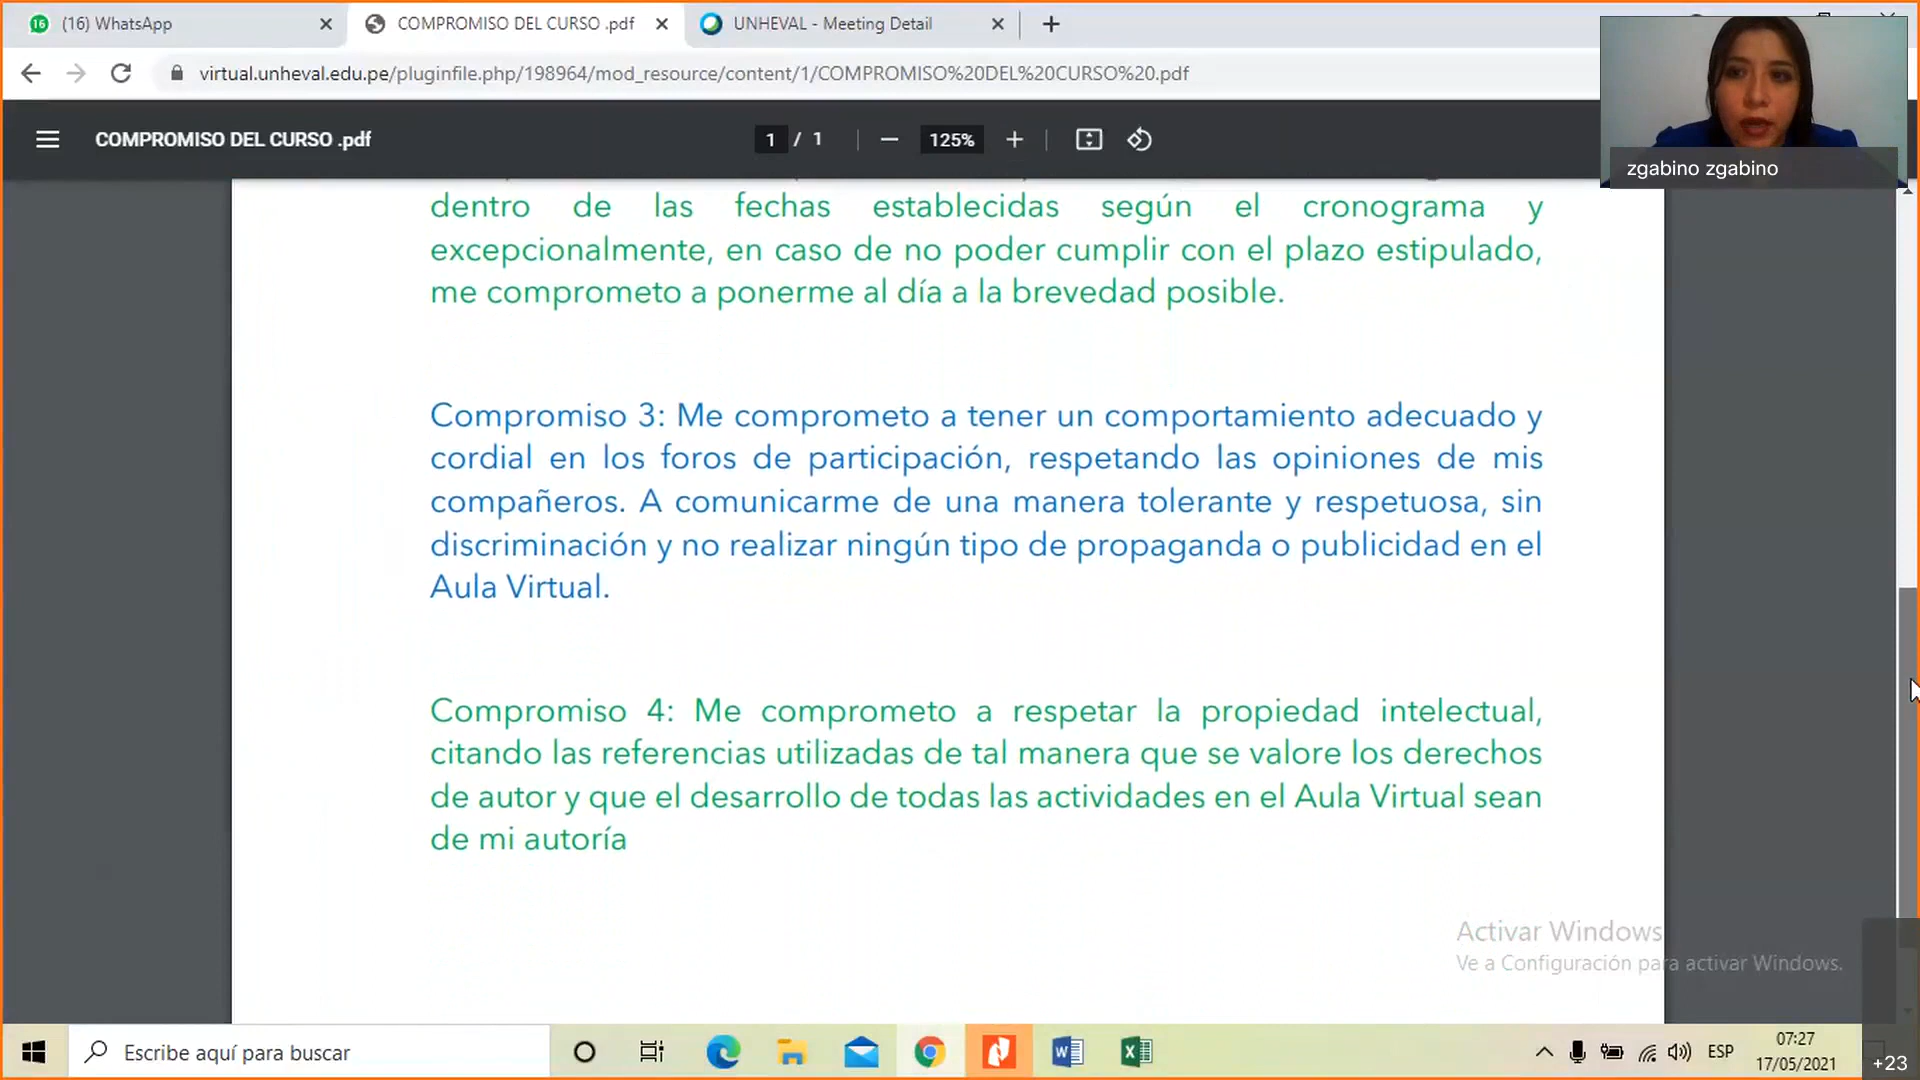 (16) WhatsApp
COMPROMISO DEL CURSO .pdf
UNHEVAL - Meeting Detail
virtual.unheval.edu.pe/pluginfile.php/198964/mod_resource/content/1/COMPROMISO%20DEL%20CURSO%20.pdf
zgabino zgabino
COMPROMISO DEL CURSO .pdf
1 / 1
125%
dentro de las fechas establecidas según el cronograma y
excepcionalmente, en caso de no poder cumplir con el plazo estipulado,
me comprometo a ponerme al día a la brevedad posible.
Compromiso 3: Me comprometo a tener un comportamiento adecuado y
cordial en los foros de participación, respetando las opiniones de mis
compañeros. A comunicarme de una manera tolerante y respetuosa, sin
discriminación y no realizar ningún tipo de propaganda o publicidad en el
Aula Virtual.
Compromiso 4: Me comprometo a respetar la propiedad intelectual,
citando las referencias utilizadas de tal manera que se valore los derechos
de autor y que el desarrollo de todas las actividades en el Aula Virtual sean
de mi autoría
Activar Windows
Ve a Configuración para activar Windows.
Escribe aquí para buscar
ESP
07:27
17/05/2021
+23